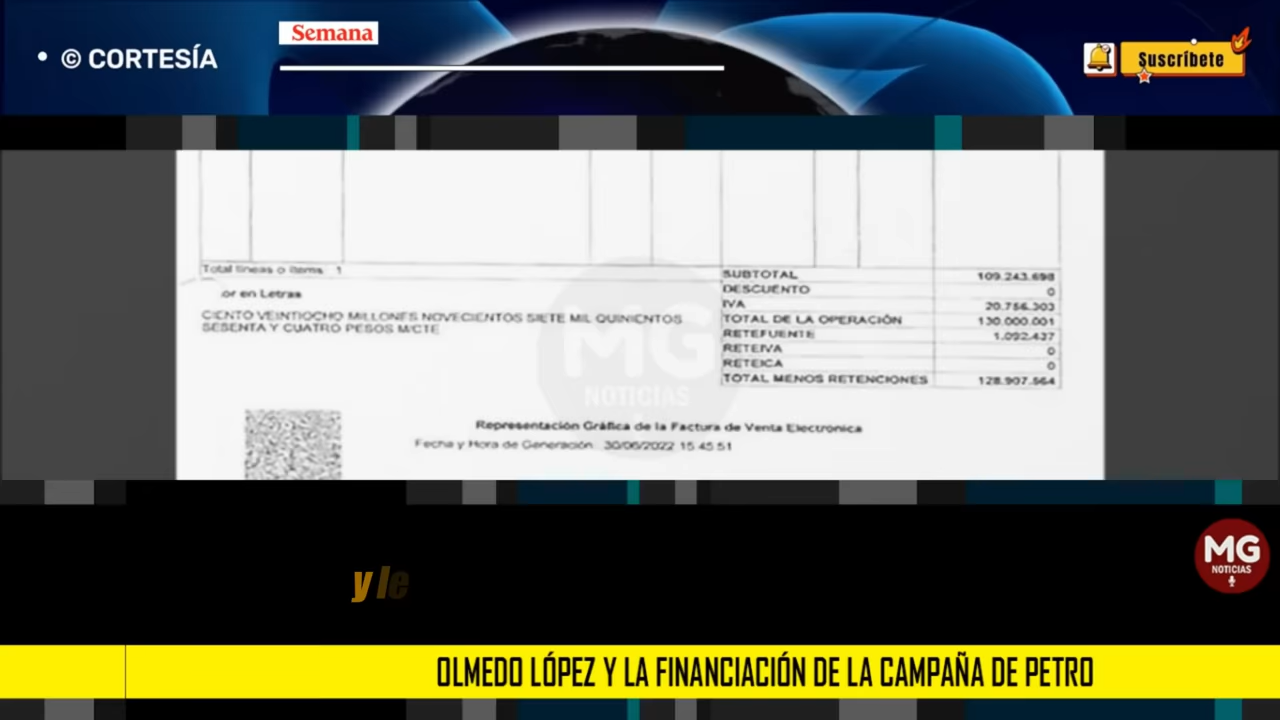 Semana
• © CORTESÍA
Suscríbete
Total líneas o ítems 1
or en Letras
CIENTO VEINTIOCHO MILLONES NOVECIENTOS SIETE MIL QUINIENTOS
SESENTA Y CUATRO PESOS M/CTE
SUBTOTAL 109.243.698
DESCUENTO 0
IVA 20.756.303
TOTAL DE LA OPERACIÓN 130.000.001
RETEFUENTE 1.092.437
RETEIVA 0
RETEICA 0
TOTAL MENOS RETENCIONES 128.907.564
MG
NOTICIAS
Representación Gráfica de la Factura de Venta Electronica
Fecha y Hora de Generación 30/06/2022 15:45:51
y le
MG
NOTICIAS
OLMEDO LÓPEZ Y LA FINANCIACIÓN DE LA CAMPAÑA DE PETRO